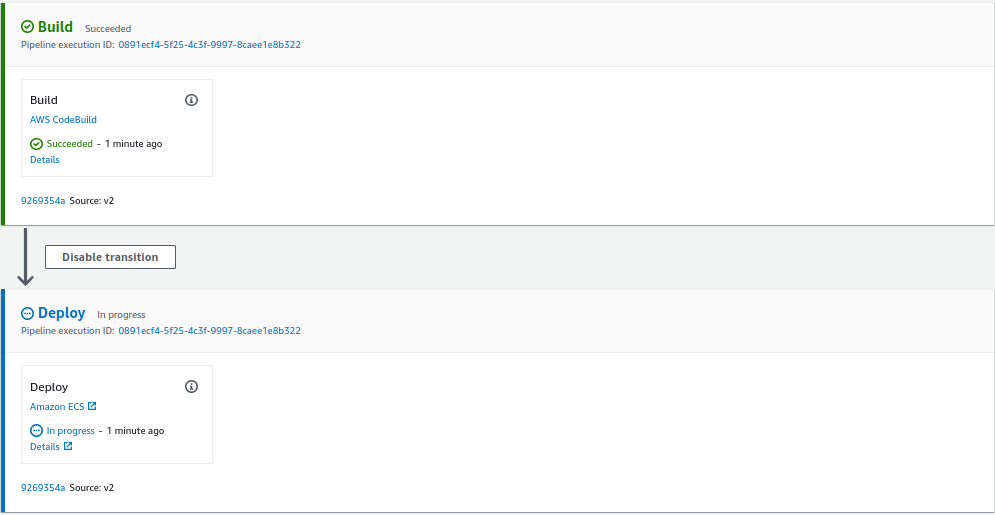 Build Succeeded
Pipeline execution ID: 0891ecf4-5f25-4c3f-9997-8caee1e8b322
Build
AWS CodeBuild
Succeeded - 1 minute ago
Details
9269354a Source: v2
Disable transition
Deploy In progress
Pipeline execution ID: 0891ecf4-5f25-4c3f-9997-8caee1e8b322
Deploy
Amazon ECS
In progress - 1 minute ago
Details
9269354a Source: v2